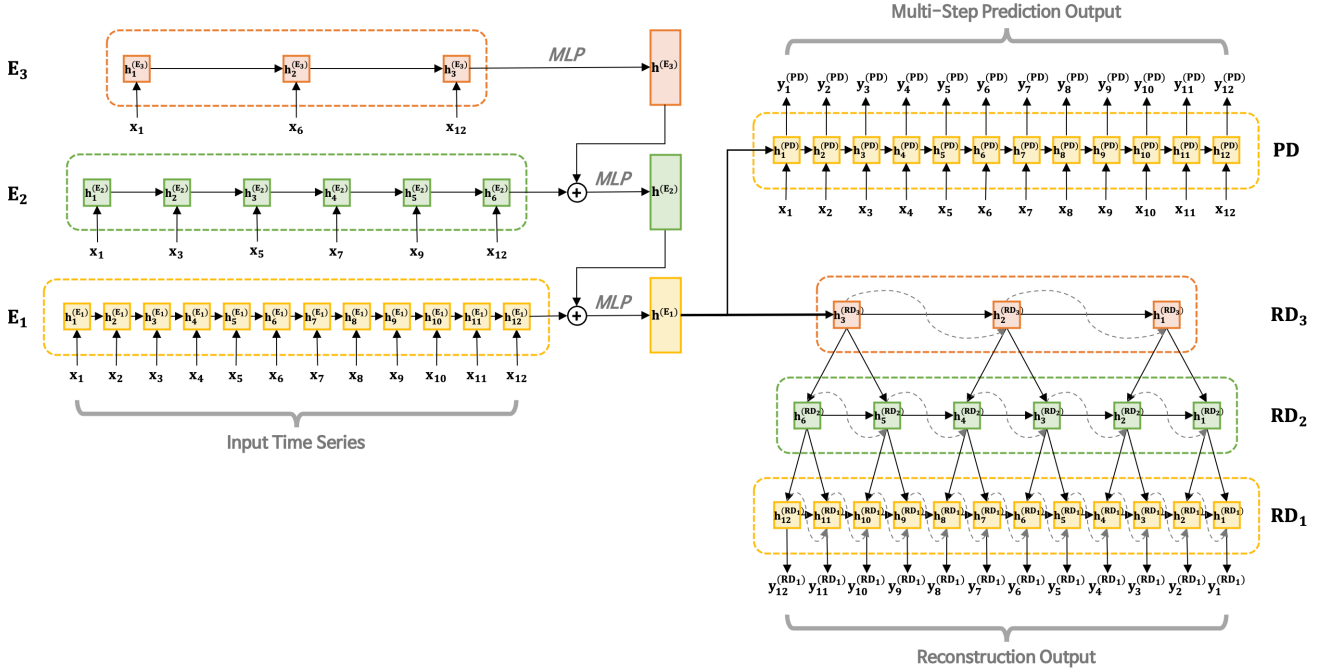 Multi-Step Prediction Output
E₃
h₁^(E₃) h₂^(E₃) h₃^(E₃) MLP h^(E₃)
x₁ x₆ x₁₂
y₁^(PD) y₂^(PD) y₃^(PD) y₄^(PD) y₅^(PD) y₆^(PD) y₇^(PD) y₈^(PD) y₉^(PD) y₁₀^(PD) y₁₁^(PD) y₁₂^(PD)
h₁^(PD) h₂^(PD) h₃^(PD) h₄^(PD) h₅^(PD) h₆^(PD) h₇^(PD) h₈^(PD) h₉^(PD) h₁₀^(PD) h₁₁^(PD) h₁₂^(PD) PD
x₁ x₂ x₃ x₄ x₅ x₆ x₇ x₈ x₉ x₁₀ x₁₁ x₁₂
E₂
h₁^(E₂) h₂^(E₂) h₃^(E₂) h₄^(E₂) h₅^(E₂) h₆^(E₂) + MLP h^(E₂)
x₁ x₃ x₅ x₇ x₉ x₁₂
E₁
h₁^(E₁) h₂^(E₁) h₃^(E₁) h₄^(E₁) h₅^(E₁) h₆^(E₁) h₇^(E₁) h₈^(E₁) h₉^(E₁) h₁₀^(E₁) h₁₁^(E₁) h₁₂^(E₁) + MLP h^(E₁)
x₁ x₂ x₃ x₄ x₅ x₆ x₇ x₈ x₉ x₁₀ x₁₁ x₁₂
Input Time Series
h₃^(RD₃) h₂^(RD₃) h₁^(RD₃) RD₃
h₆^(RD₂) h₅^(RD₂) h₄^(RD₂) h₃^(RD₂) h₂^(RD₂) h₁^(RD₂) RD₂
h₁₂^(RD₁) h₁₁^(RD₁) h₁₀^(RD₁) h₉^(RD₁) h₈^(RD₁) h₇^(RD₁) h₆^(RD₁) h₅^(RD₁) h₄^(RD₁) h₃^(RD₁) h₂^(RD₁) h₁^(RD₁) RD₁
y₁₂^(RD₁) y₁₁^(RD₁) y₁₀^(RD₁) y₉^(RD₁) y₈^(RD₁) y₇^(RD₁) y₆^(RD₁) y₅^(RD₁) y₄^(RD₁) y₃^(RD₁) y₂^(RD₁) y₁^(RD₁)
Reconstruction Output